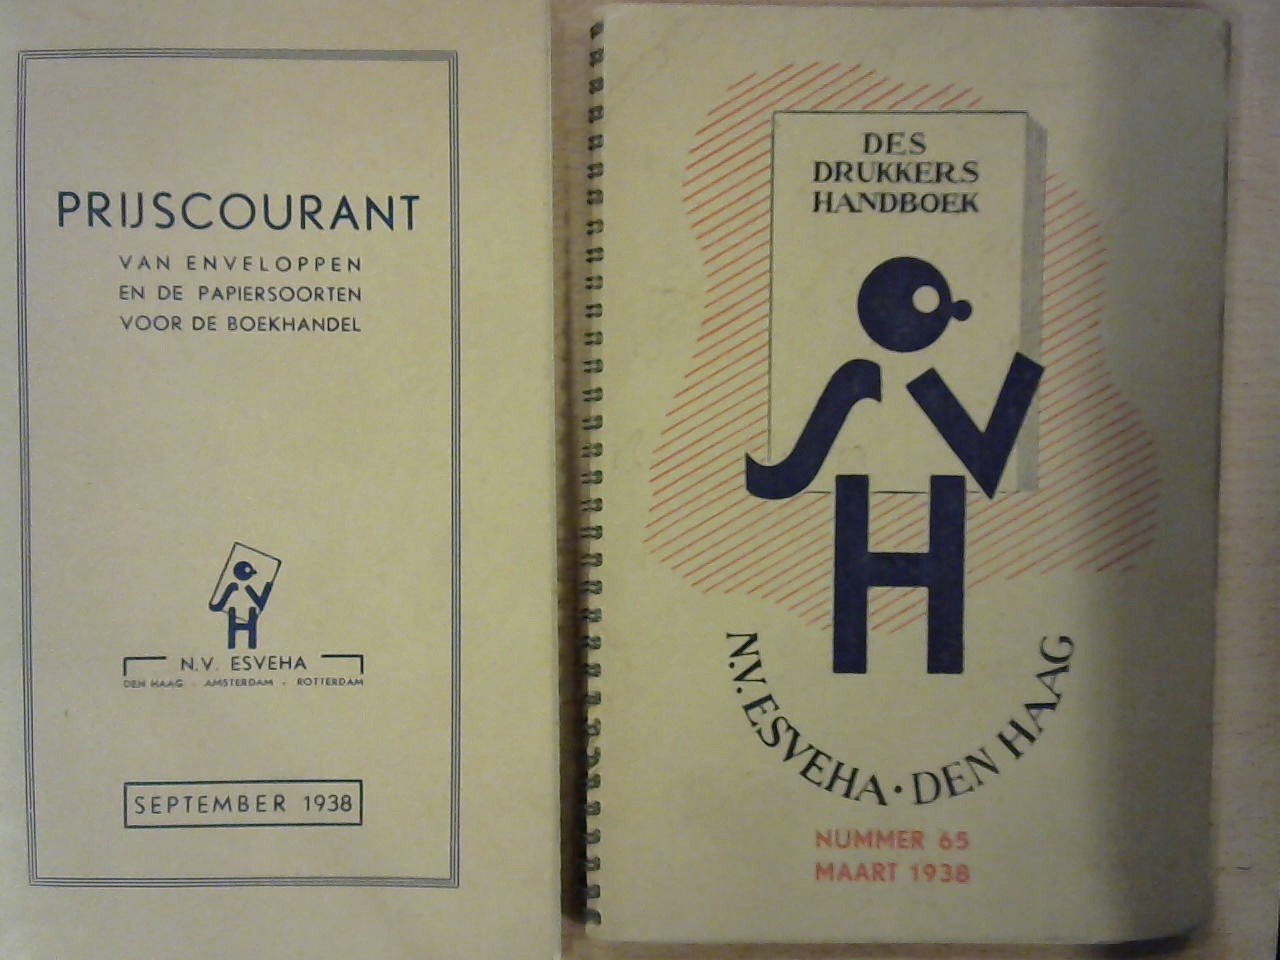 PRIJSCOURANT
VAN ENVELOPPEN
EN DE PAPIERSOORTEN
VOOR DE BOEKHANDEL
N.V. ESVEHA
DEN HAAG - AMSTERDAM - ROTTERDAM
SEPTEMBER 1938
DES
DRUKKERS
HANDBOEK
N.V. ESVEHA · DEN HAAG
NUMMER 65
MAART 1938